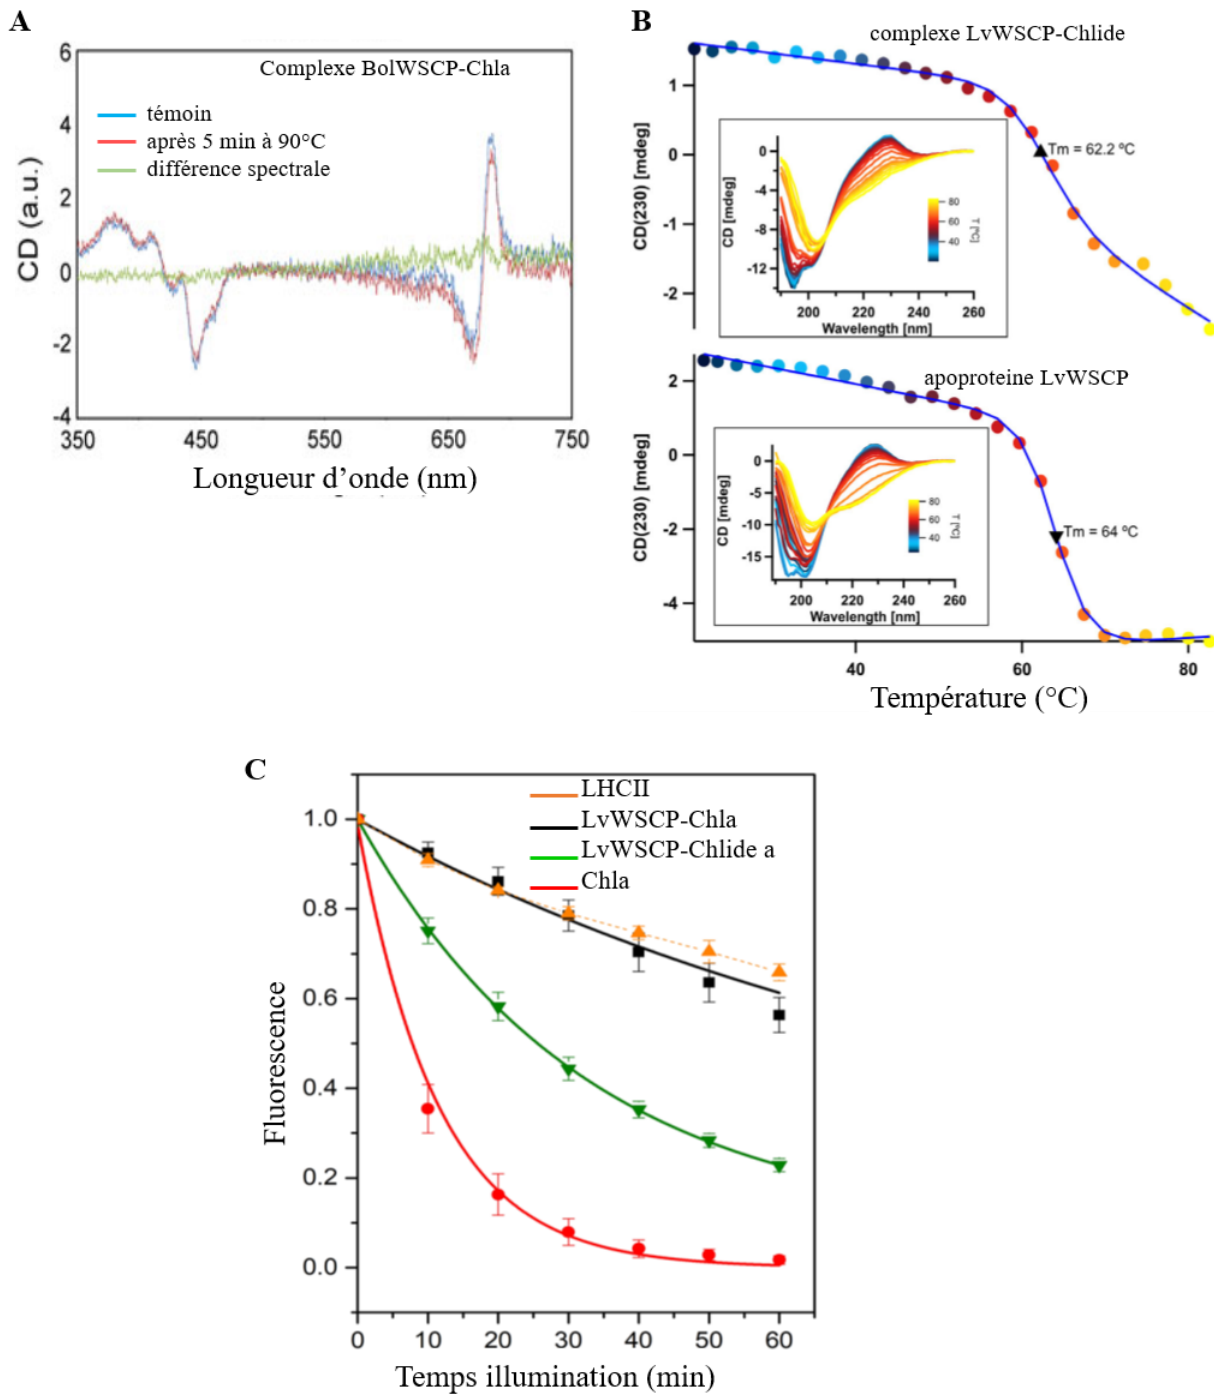 A
6
4
2
0
-2
-4
CD (a.u.)
Complexe BolWSCP-Chla
témoin
après 5 min à 90°C
différence spectrale
350 450 550 650 750
Longueur d’onde (nm)
B
complexe LvWSCP-Chlide
1
0
-1
-2
CD(230) [mdeg]
Tm = 62.2 ºC
0
-4
-8
-12
CD [mdeg]
80
60
40
T [ºC]
200 220 240 260
Wavelength [nm]
apoproteine LvWSCP
2
0
-2
-4
CD(230) [mdeg]
Tm = 64 ºC
0
-5
-10
-15
CD [mdeg]
80
60
40
T [ºC]
200 220 240 260
Wavelength [nm]
40 60 80
Température (°C)
C
LHCII
LvWSCP-Chla
LvWSCP-Chlide a
Chla
1.0
0.8
0.6
0.4
0.2
0.0
Fluorescence
0 10 20 30 40 50 60
Temps illumination (min)